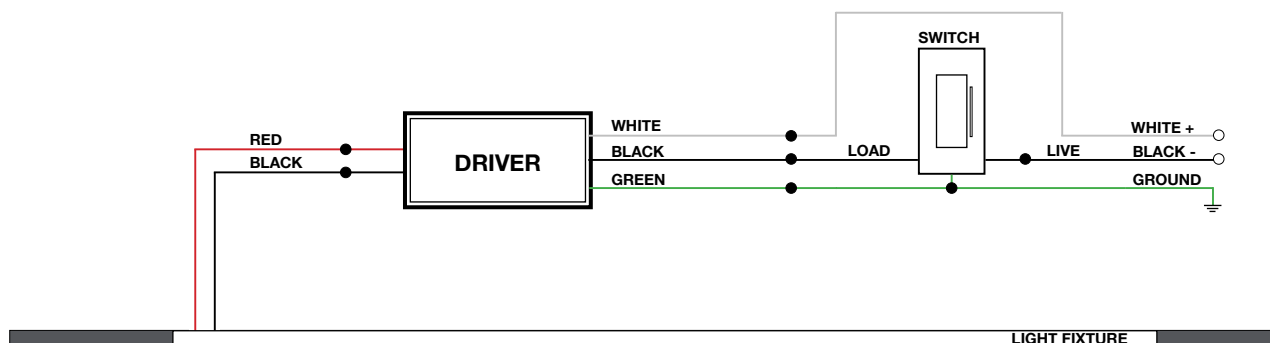 SWITCH
RED
BLACK
DRIVER
WHITE
BLACK
GREEN
LOAD
LIVE
WHITE +
BLACK -
GROUND
LIGHT FIXTURE